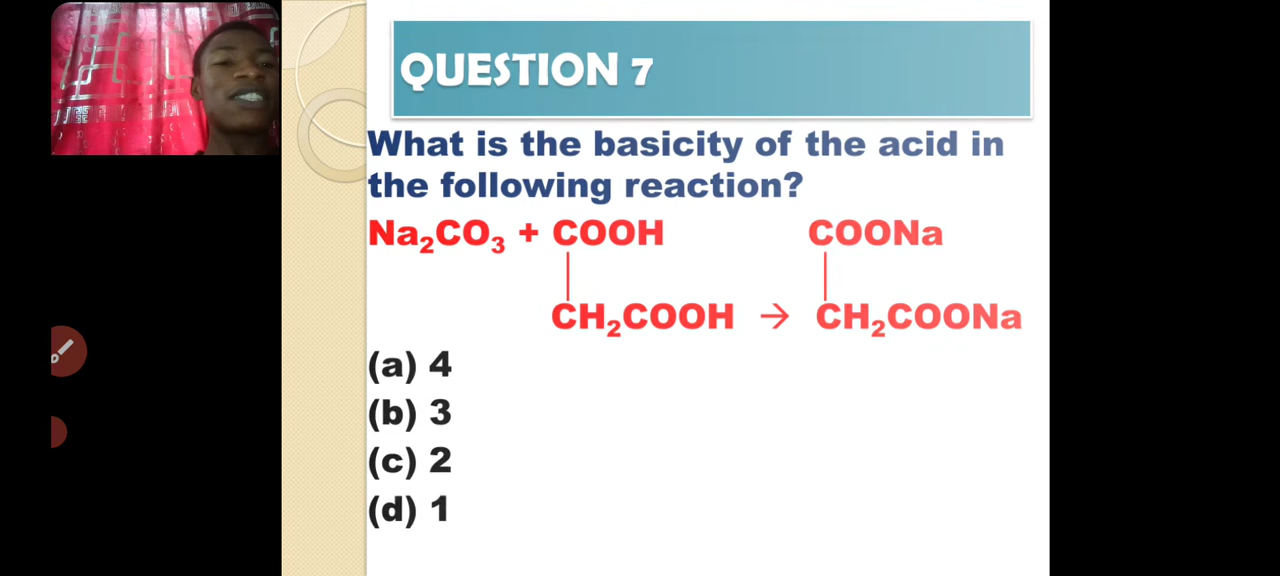 QUESTION 7
What is the basicity of the acid in
the following reaction?
Na₂CO₃ + COOH COONa
CH₂COOH → CH₂COONa
(a) 4
(b) 3
(c) 2
(d) 1